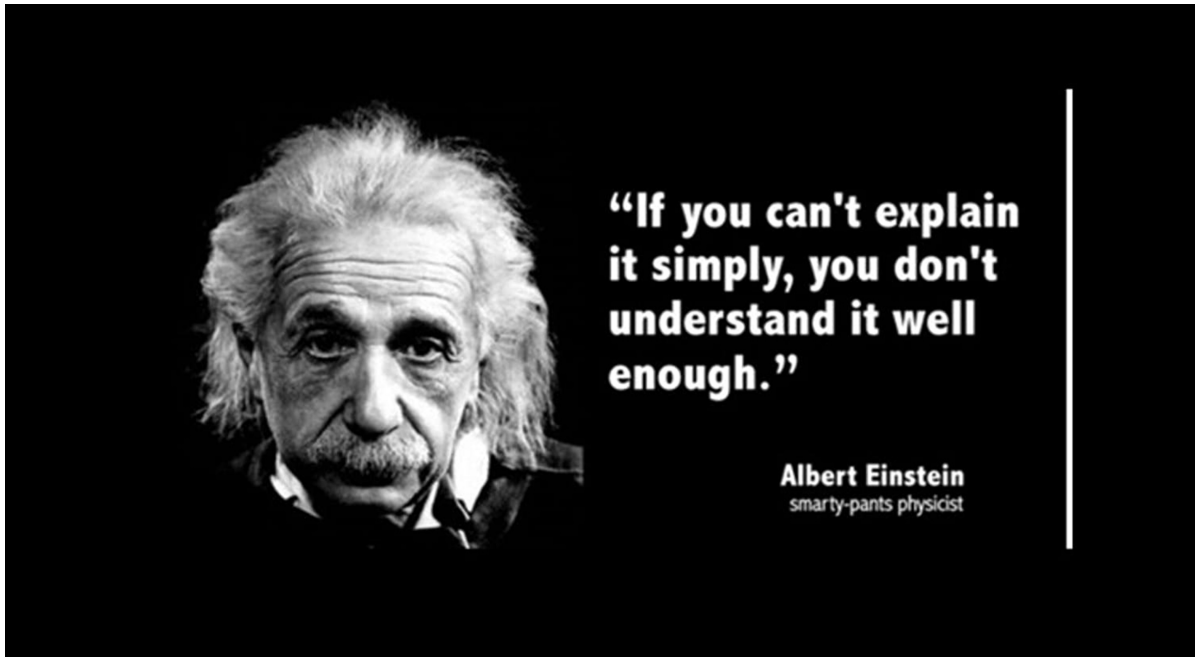 “If you can't explain
it simply, you don't
understand it well
enough.”
Albert Einstein
smarty-pants physicist